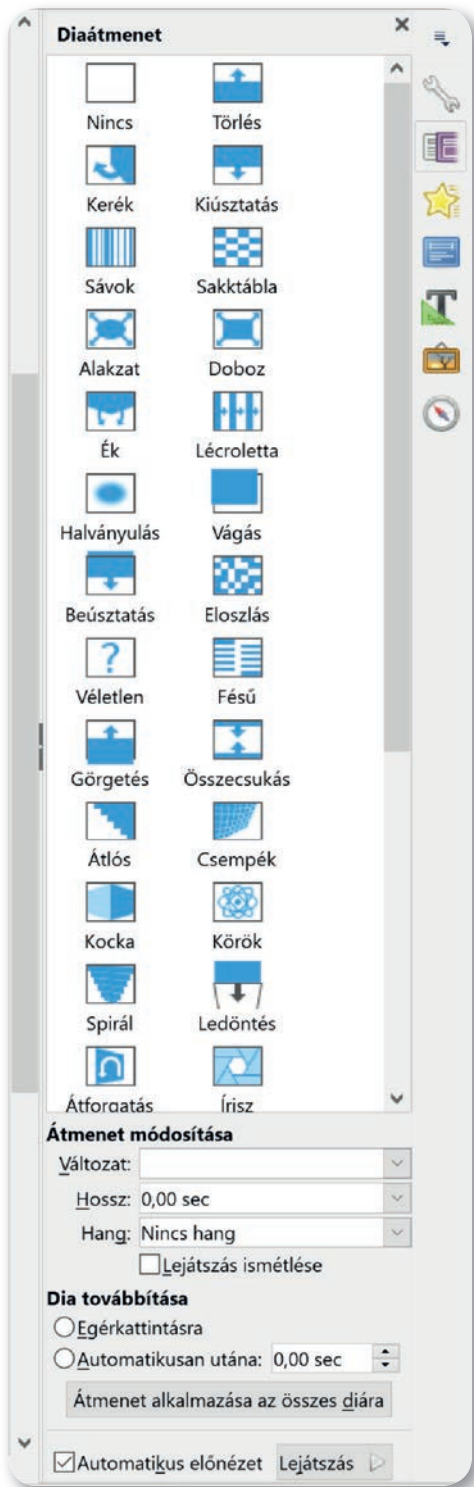 Diaátmenet
Nincs Törlés
Kerék Kiúsztatás
Sávok Sakktábla
Alakzat Doboz
Ék Lécroletta
Halványulás Vágás
Beúsztatás Eloszlás
? 
Véletlen Fésű
Görgetés Összecsukás
Átlós Csempék
Kocka Körök
Spirál Ledöntés
Átforgatás Írisz
Átmenet módosítása
Változat:
Hossz: 0,00 sec
Hang: Nincs hang
Lejátszás ismétlése
Dia továbbítása
Egérkattintásra
Automatikusan utána: 0,00 sec
Átmenet alkalmazása az összes diára
Automatikus előnézet Lejátszás